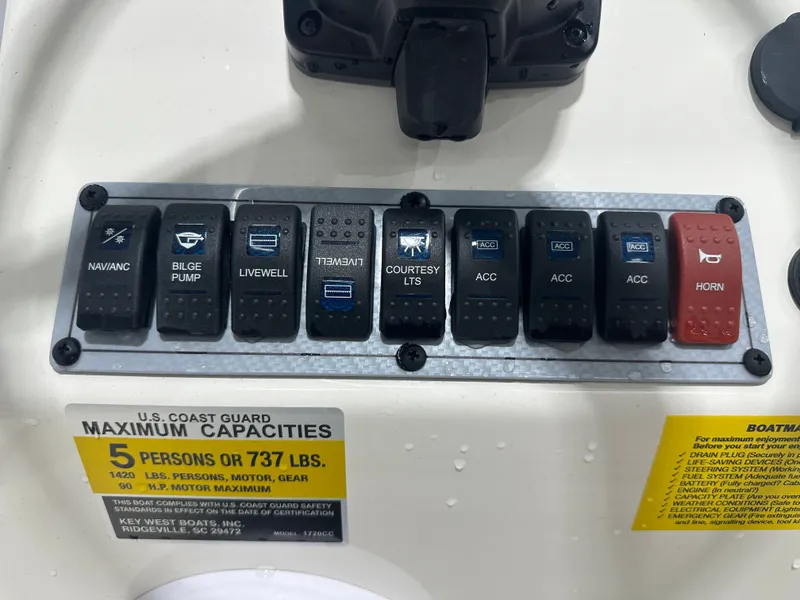 NAV/ANC
BILGE
PUMP
LIVEWELL
LIVEWELL
COURTESY
LTS
ACC
ACC
ACC
ACC
ACC
ACC
HORN
U.S. COAST GUARD
MAXIMUM CAPACITIES
5 PERSONS OR 737 LBS.
1420 LBS. PERSONS, MOTOR, GEAR
90 H.P. MOTOR MAXIMUM
THIS BOAT COMPLIES WITH U.S. COAST GUARD SAFETY
STANDARDS IN EFFECT ON THE DATE OF CERTIFICATION
KEY WEST BOATS, INC.
RIDGEVILLE, SC 29472 MODEL 1720CC
BOATMA
For maximum enjoyment
Before you start your en
✓ DRAIN PLUG (Securely in p
✓ LIFE-SAVING DEVICES (On
✓ STEERING SYSTEM (Working
✓ FUEL SYSTEM (Adequate fue
✓ BATTERY (Fully charged? Cab
✓ ENGINE (In neutral?)
✓ CAPACITY PLATE (Are you over
✓ WEATHER CONDITIONS (Safe to
✓ ELECTRICAL EQUIPMENT (Lights
✓ EMERGENCY GEAR (Fire extingui
and line, signalling device, tool ki